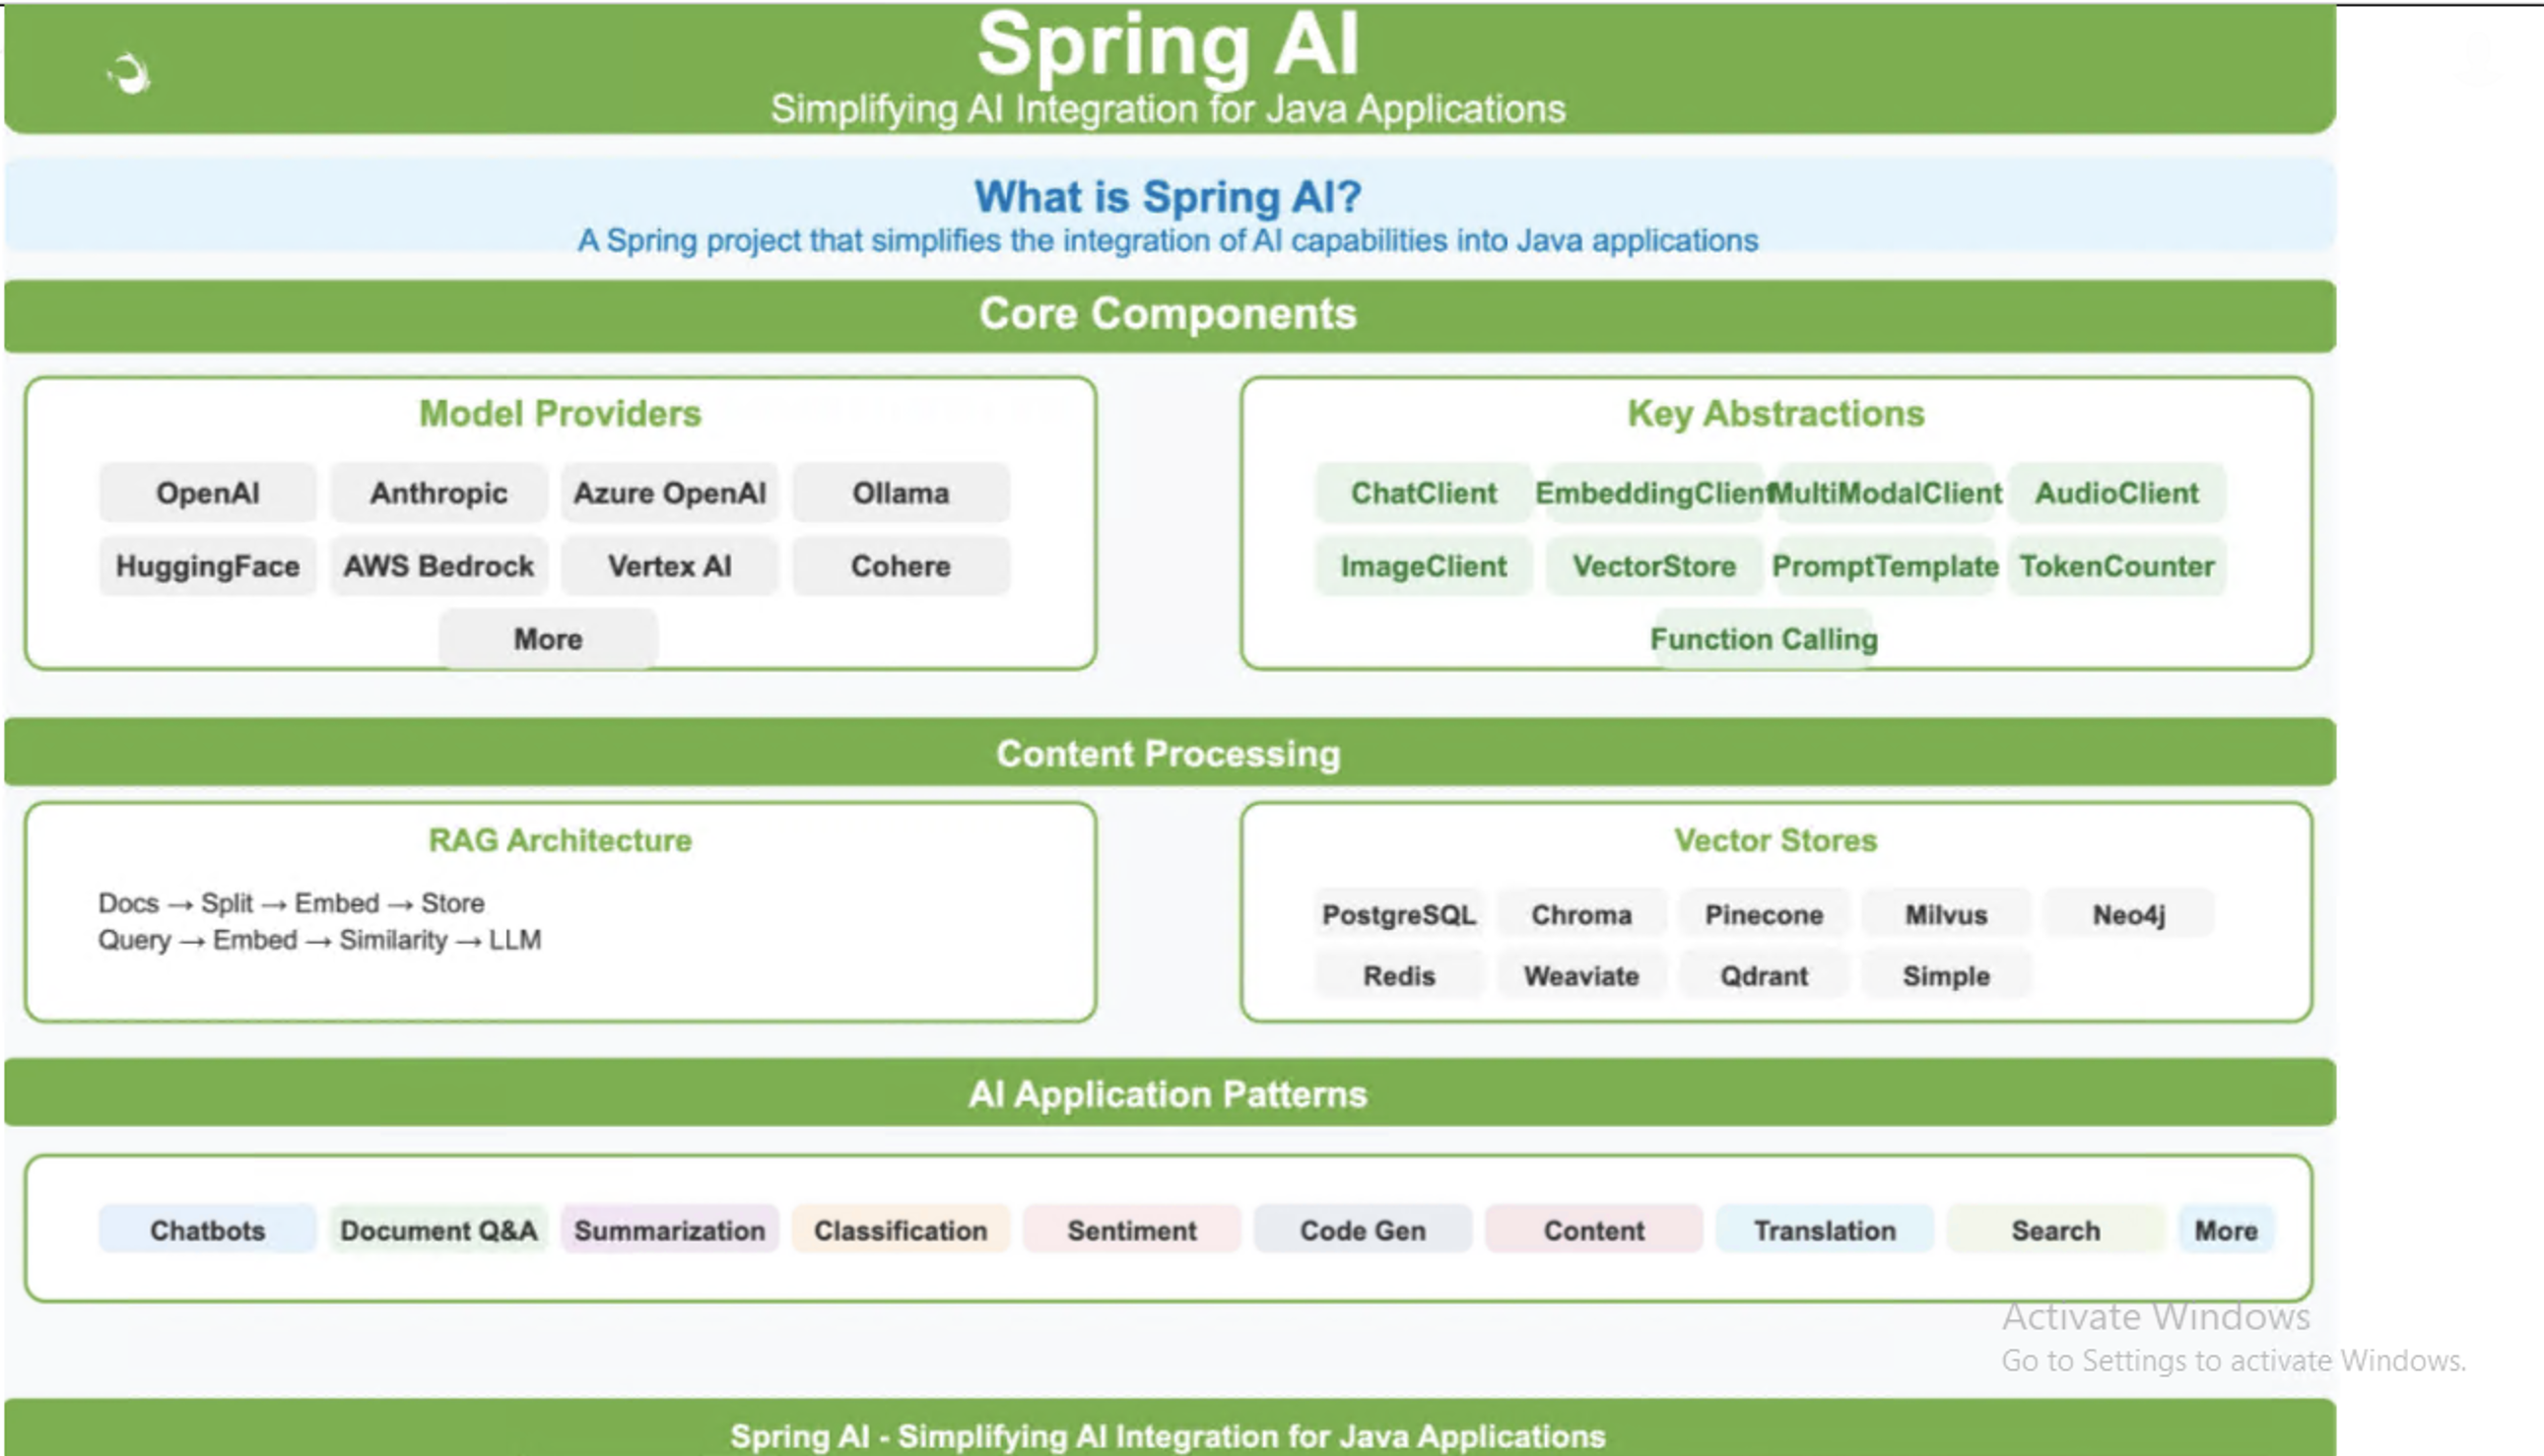 Spring AI
Simplifying AI Integration for Java Applications
What is Spring AI?
A Spring project that simplifies the integration of AI capabilities into Java applications
Core Components
Model Providers
OpenAI Anthropic Azure OpenAI Ollama
HuggingFace AWS Bedrock Vertex AI Cohere
More
Key Abstractions
ChatClient EmbeddingClient MultiModalClient AudioClient
ImageClient VectorStore PromptTemplate TokenCounter
Function Calling
Content Processing
RAG Architecture
Docs → Split → Embed → Store
Query → Embed → Similarity → LLM
Vector Stores
PostgreSQL Chroma Pinecone Milvus Neo4j
Redis Weaviate Qdrant Simple
AI Application Patterns
Chatbots Document Q&A Summarization Classification Sentiment Code Gen Content Translation Search More
Activate Windows
Go to Settings to activate Windows.
Spring AI - Simplifying AI Integration for Java Applications